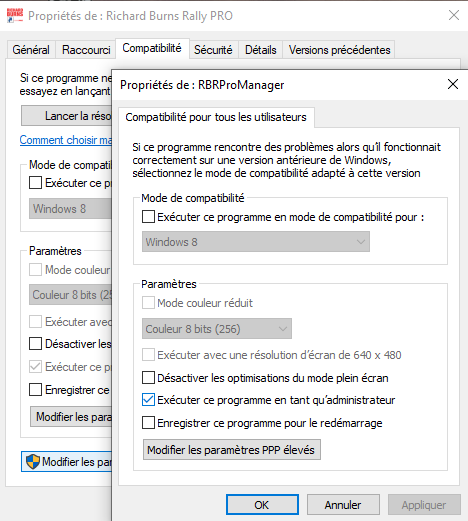 Propriétés de : Richard Burns Rally PRO
Général
Raccourci
Compatibilité
Sécurité
Détails
Versions précédentes
Si ce programme
essayez en lançant
Lancer la
Comment choisir
Mode de
Exécuter ce
Windows 8
Paramètres
Mode couleur
Couleur 8 bits
Exécuter avec
Désactiver les
Exécuter ce
Enregistrer ce
Modifier les
Modifier les
Propriétés de : RBRProManager
Compatibilité pour tous les utilisateurs
Si ce programme rencontre des problèmes alors qu'il fonctionnait
correctement sur une version antérieure de Windows,
sélectionnez le mode de compatibilité adapté à cette version
Mode de compatibilité
Exécuter ce programme en mode de compatibilité pour :
Windows 8
Paramètres
Mode couleur réduit
Couleur 8 bits (256)
Exécuter avec une résolution d'écran de 640 x 480
Désactiver les optimisations du mode plein écran
Exécuter ce programme en tant qu'administrateur
Enregistrer ce programme pour le redémarrage
Modifier les paramètres PPP élevés
OK
Annuler
Appliquer